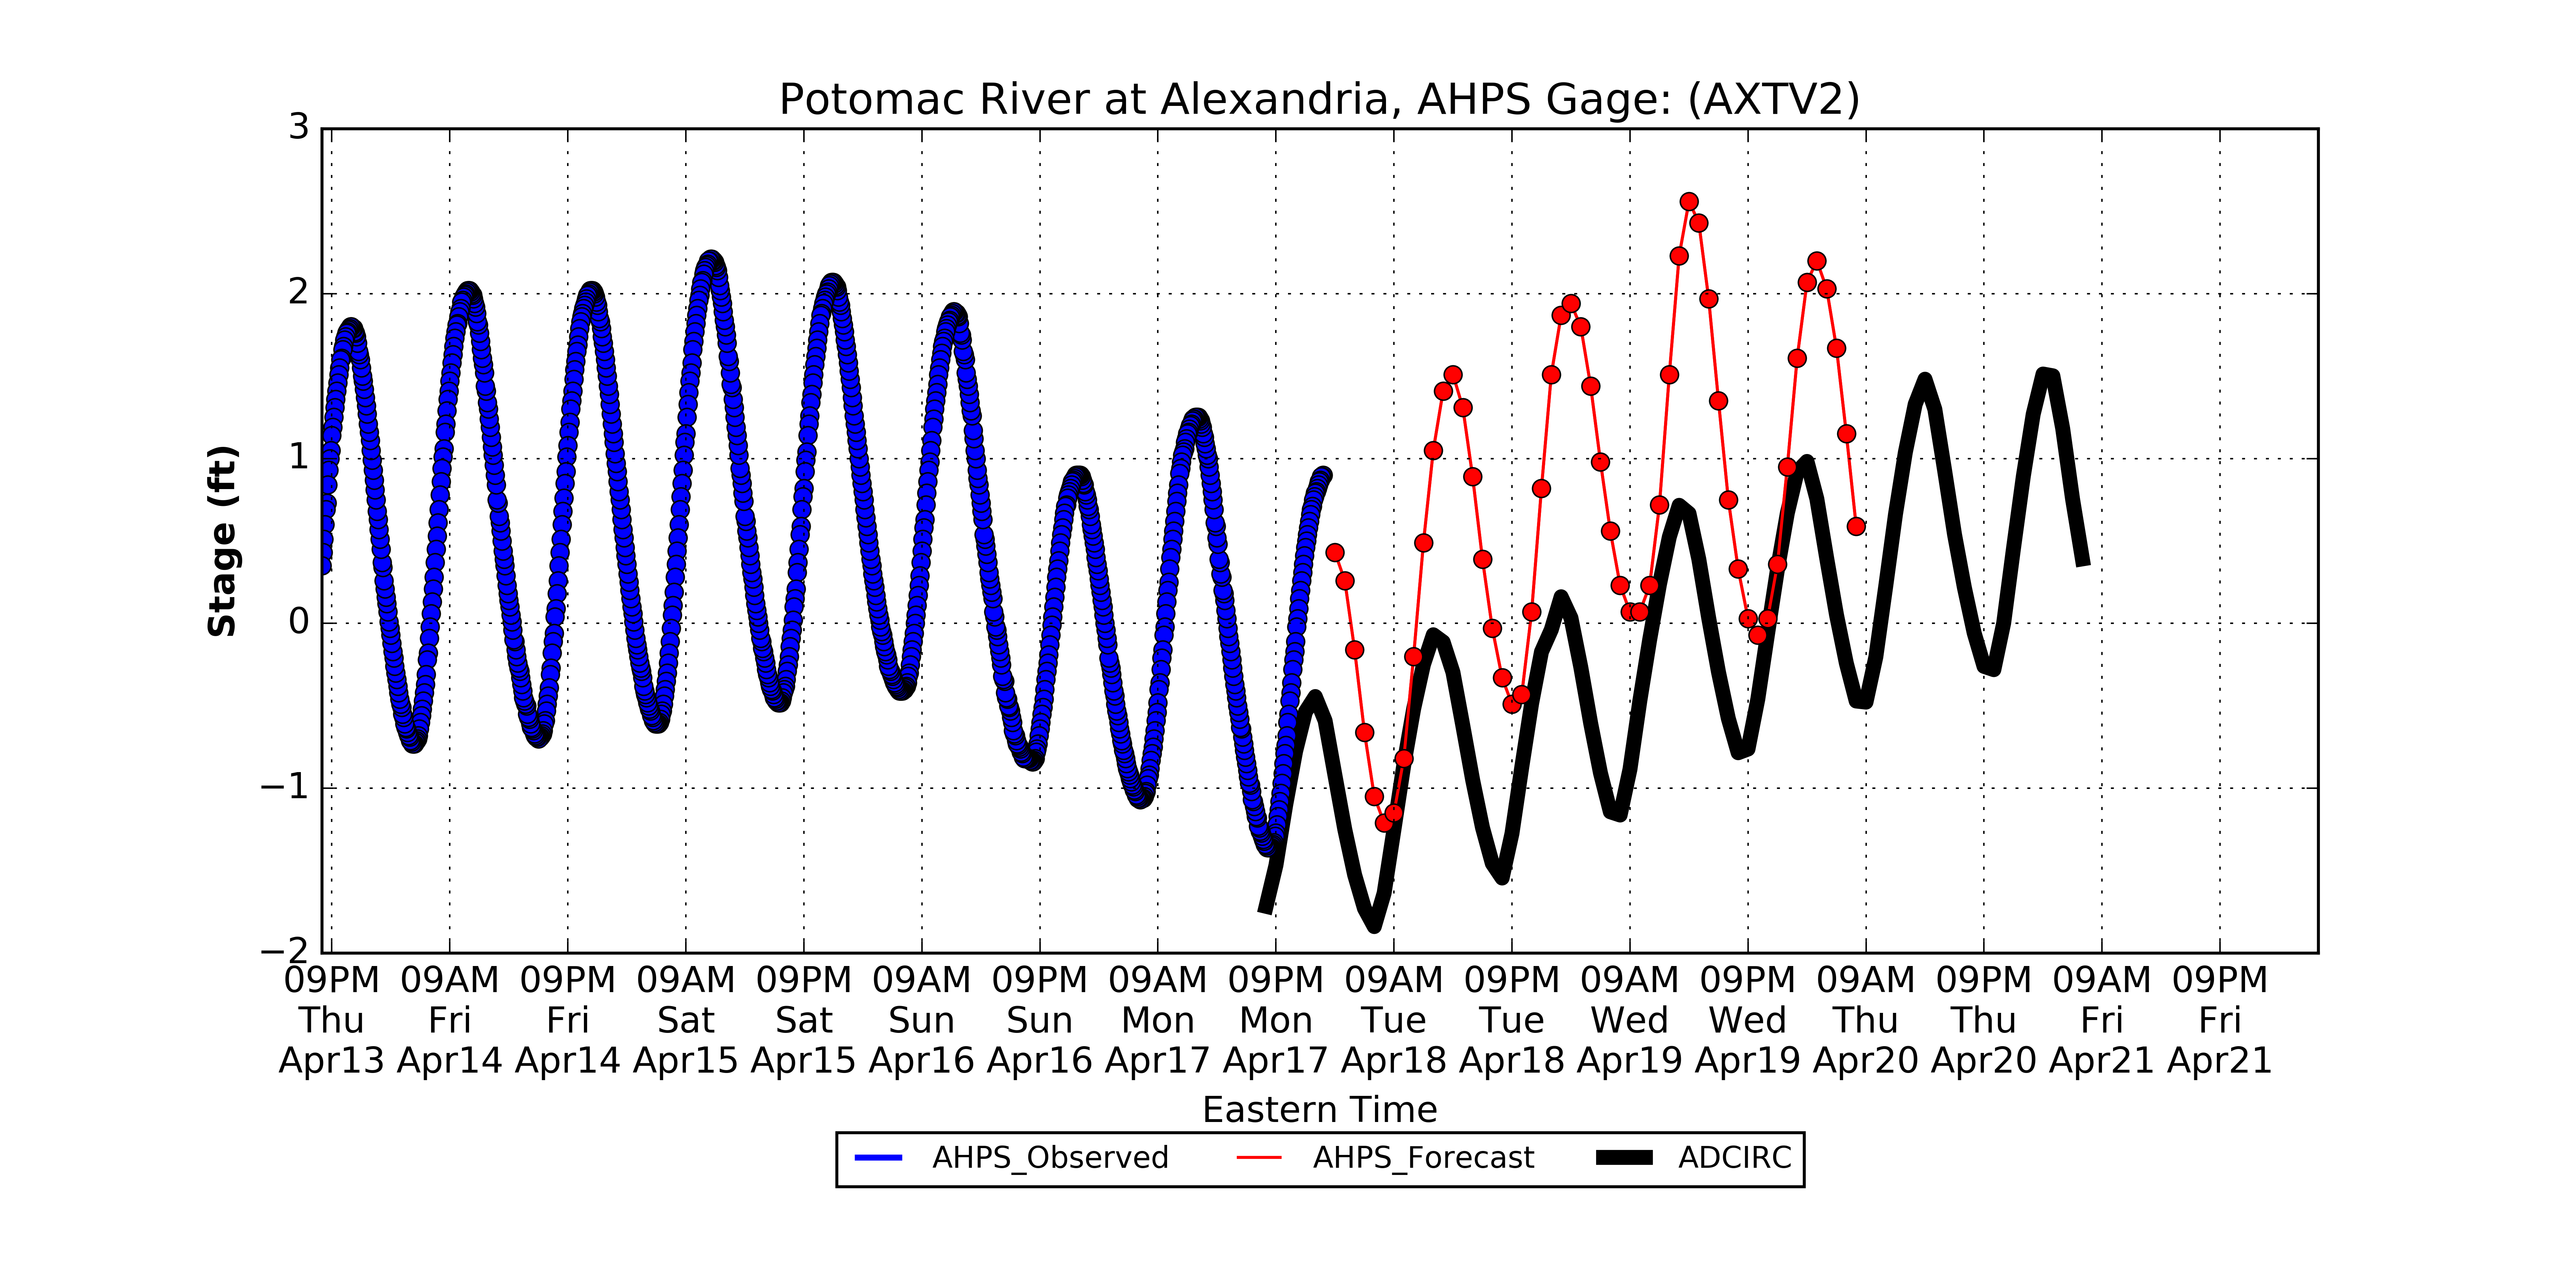 Potomac River at Alexandria, AHPS Gage: (AXTV2)
3
2
1
0
−1
−2
Stage (ft)
09PM 09AM 09PM 09AM 09PM 09AM 09PM 09AM 09PM 09AM 09PM 09AM 09PM 09AM 09PM 09AM 09PM
Thu Fri Fri Sat Sat Sun Sun Mon Mon Tue Tue Wed Wed Thu Thu Fri Fri
Apr13 Apr14 Apr14 Apr15 Apr15 Apr16 Apr16 Apr17 Apr17 Apr18 Apr18 Apr19 Apr19 Apr20 Apr20 Apr21 Apr21
Eastern Time
AHPS_Observed AHPS_Forecast ADCIRC